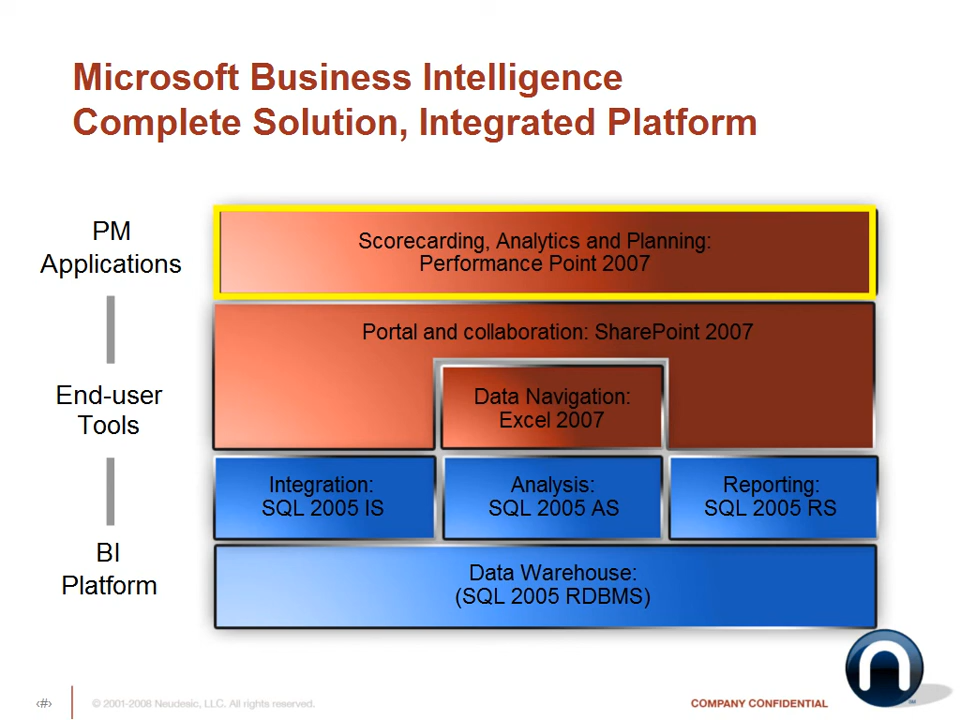 Microsoft Business Intelligence
Complete Solution, Integrated Platform
PM
Applications
Scorecarding, Analytics and Planning:
Performance Point 2007
Portal and collaboration: SharePoint 2007
End-user
Tools
Data Navigation:
Excel 2007
Integration:
SQL 2005 IS
Analysis:
SQL 2005 AS
Reporting:
SQL 2005 RS
BI
Platform
Data Warehouse:
(SQL 2005 RDBMS)
‹#›
© 2001-2008 Neudesic, LLC. All rights reserved.
COMPANY CONFIDENTIAL
n